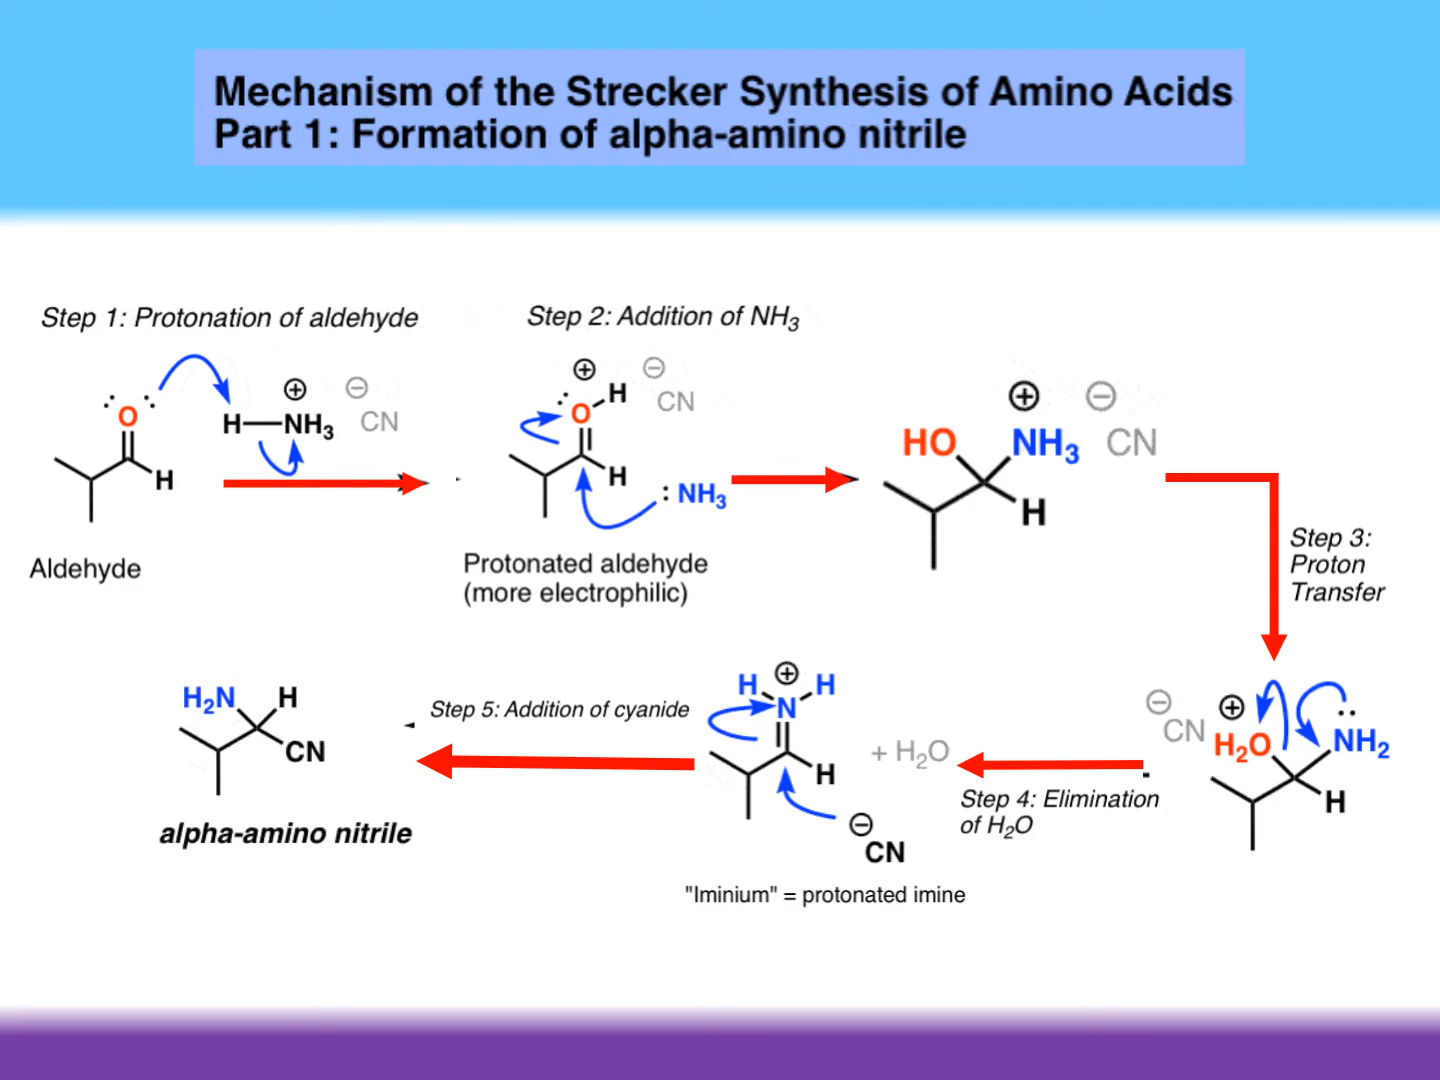 Mechanism of the Strecker Synthesis of Amino Acids
Part 1: Formation of alpha-amino nitrile
Step 1: Protonation of aldehyde
Step 2: Addition of NH3
O
H
H—NH3
⊕
⊖
CN
Aldehyde
⊕
⊖
H
O
CN
H
: NH3
Protonated aldehyde
(more electrophilic)
⊕
⊖
HO
NH3
CN
H
Step 3:
Proton
Transfer
⊖
CN
⊕
H2O
NH2
H
Step 4: Elimination
of H2O
+ H2O
H
⊕
H
N
H
⊖
CN
"Iminium" = protonated imine
Step 5: Addition of cyanide
H2N
H
CN
alpha-amino nitrile